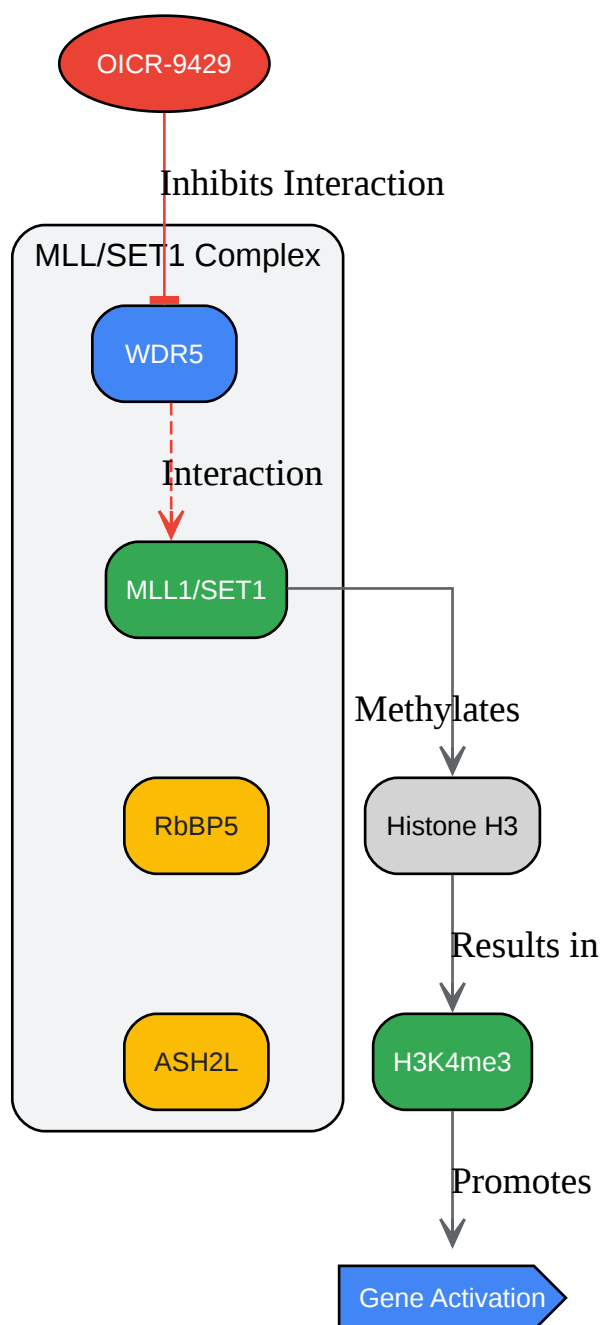 OICR-9429
Inhibits Interaction
MLL/SET1 Complex
WDR5
Interaction
MLL1/SET1
Methylates
RbBP5
Histone H3
Results in
ASH2L
H3K4me3
Promotes
Gene Activation